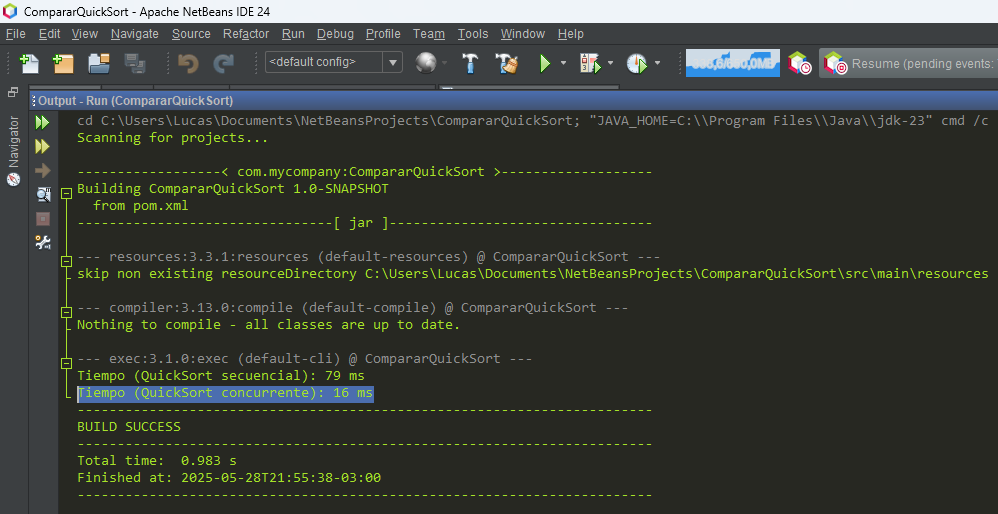 CompararQuickSort - Apache NetBeans IDE 24
File Edit View Navigate Source Refactor Run Debug Profile Team Tools Window Help
<default config>
Resume (pending events:
Output - Run (CompararQuickSort)
Navigator
cd C:\Users\Lucas\Documents\NetBeansProjects\CompararQuickSort; "JAVA_HOME=C:\\Program Files\\Java\\jdk-23" cmd /c
Scanning for projects...
------------------< com.mycompany:CompararQuickSort >-------------------
Building CompararQuickSort 1.0-SNAPSHOT
from pom.xml
--------------------------------[ jar ]---------------------------------
--- resources:3.3.1:resources (default-resources) @ CompararQuickSort ---
skip non existing resourceDirectory C:\Users\Lucas\Documents\NetBeansProjects\CompararQuickSort\src\main\resources
--- compiler:3.13.0:compile (default-compile) @ CompararQuickSort ---
Nothing to compile - all classes are up to date.
--- exec:3.1.0:exec (default-cli) @ CompararQuickSort ---
Tiempo (QuickSort secuencial): 79 ms
Tiempo (QuickSort concurrente): 16 ms
------------------------------------------------------------------------
BUILD SUCCESS
------------------------------------------------------------------------
Total time:  0.983 s
Finished at: 2025-05-28T21:55:38-03:00
------------------------------------------------------------------------